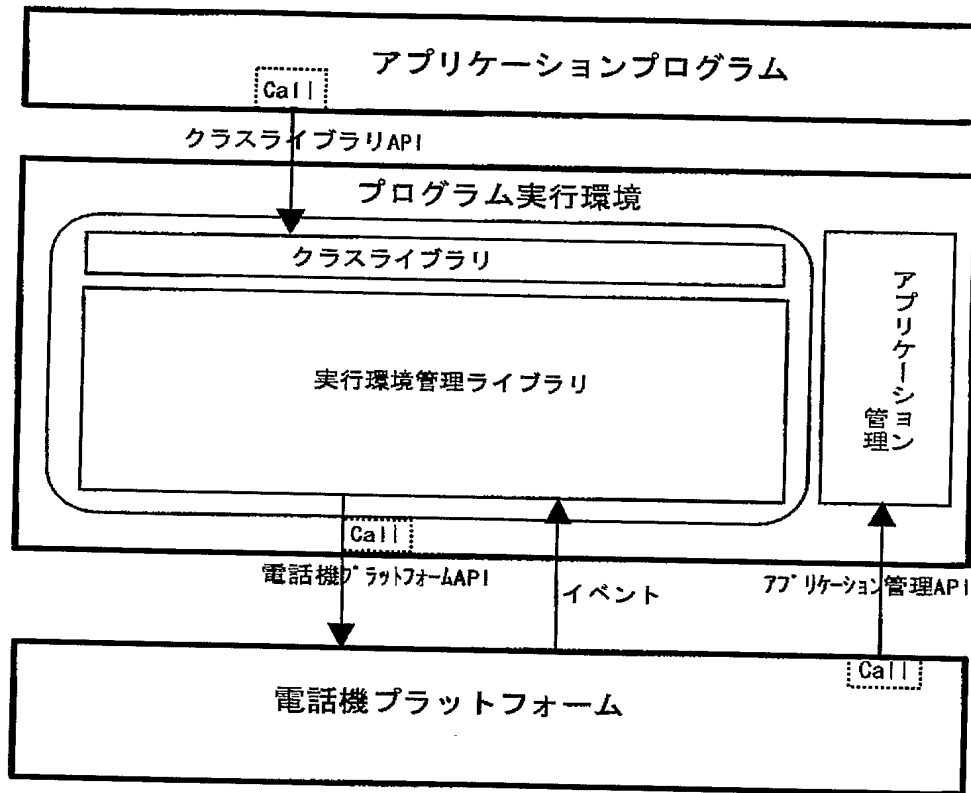 アプリケーションプログラム
Call
クラスライブラリAPI
プログラム実行環境
クラスライブラリ
実行環境管理ライブラリ
アプリケーション
管理
Call
電話機プラットフォームAPI
イベント
アプリケーション管理API
Call
電話機プラットフォーム